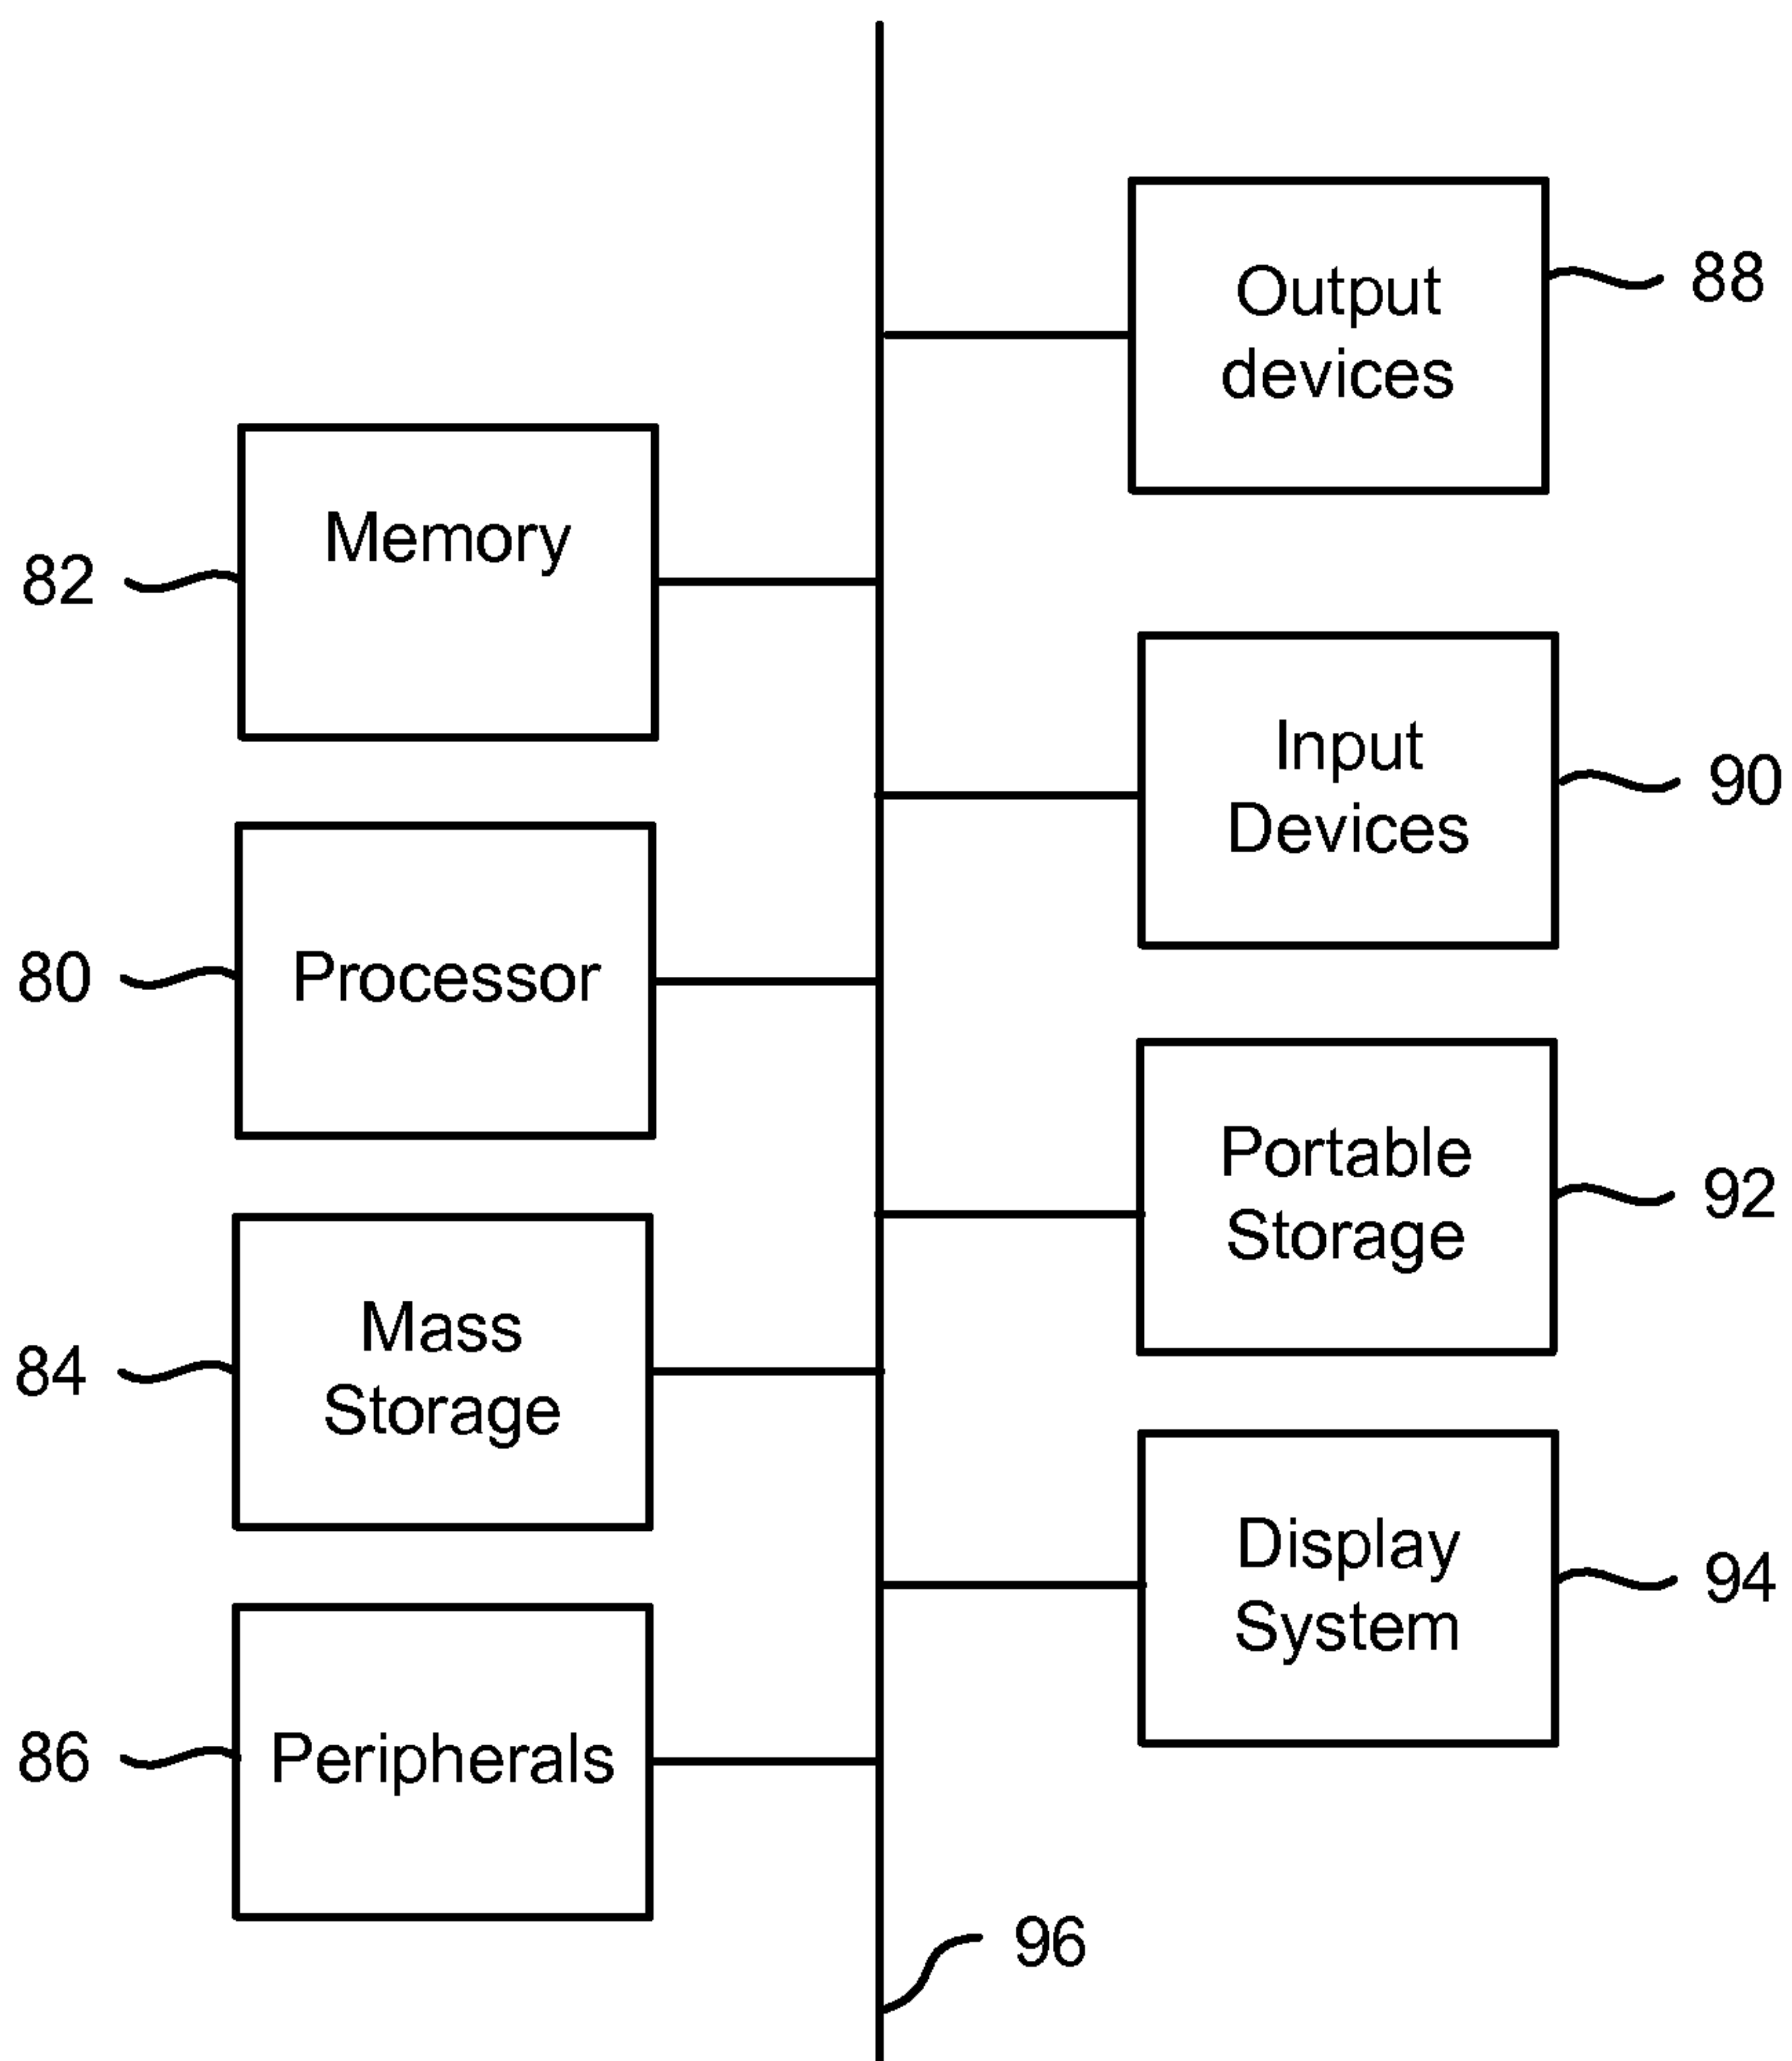 Output
devices
88
Memory
82
Input
Devices
90
Processor
80
Portable
Storage
92
Mass
Storage
84
Display
System
94
Peripherals
86
96